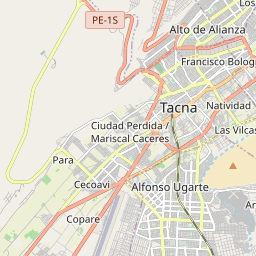 PE-1S
Los
Alto de Alianza
Francisco Bolog
Tacna
Natividad
Ciudad Perdida /
Mariscal Caceres
Las Vilcas
Para
Cecoavi
Alfonso Ugarte
Copare
Ar